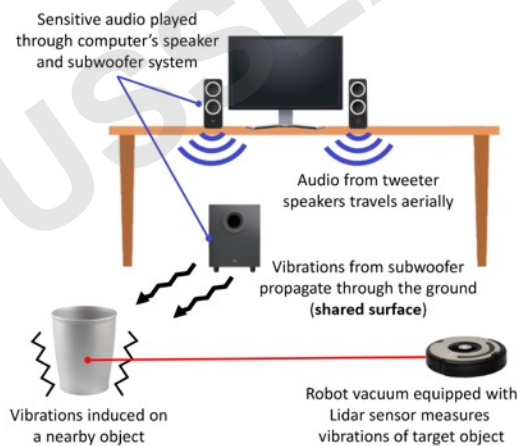 Sensitive audio played
through computer's speaker
and subwoofer system
Audio from tweeter
speakers travels aerially
Vibrations from subwoofer
propagate through the ground
(shared surface)
Vibrations induced on
a nearby object
Robot vacuum equipped with
Lidar sensor measures
vibrations of target object